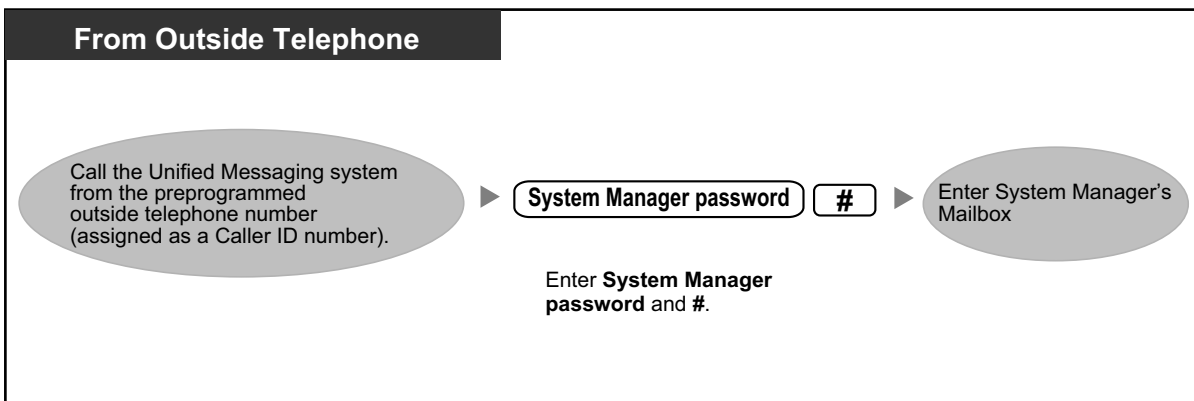 From Outside Telephone
Call the Unified Messaging system
from the preprogrammed
outside telephone number
(assigned as a Caller ID number).
System Manager password #
Enter System Manager
password and #.
Enter System Manager’s
Mailbox